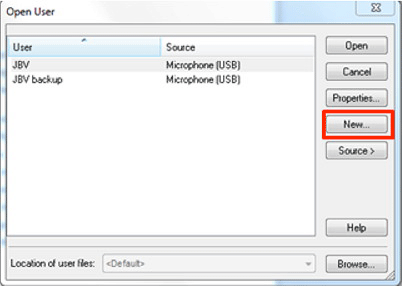 Open User
User Source Open
JBV Microphone (USB)
JBV backup Microphone (USB) Cancel
Properties...
New...
Source >
Help
Location of user files: <Default> Browse...